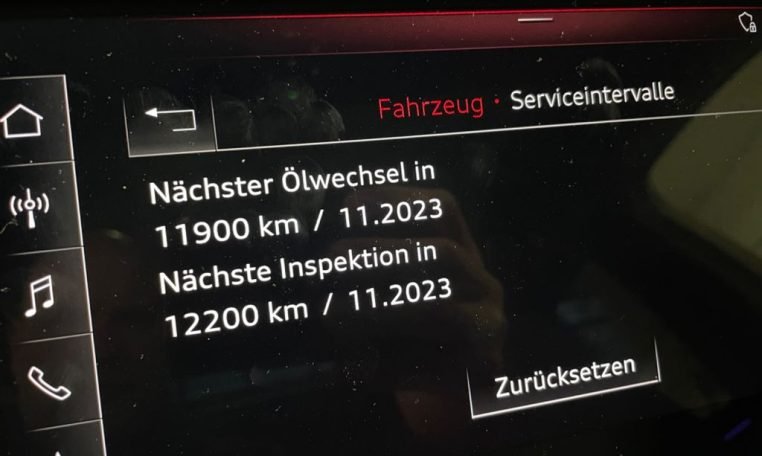 Fahrzeug • Serviceintervalle
Nächster Ölwechsel in
11900 km / 11.2023
Nächste Inspektion in
12200 km / 11.2023
Zurücksetzen